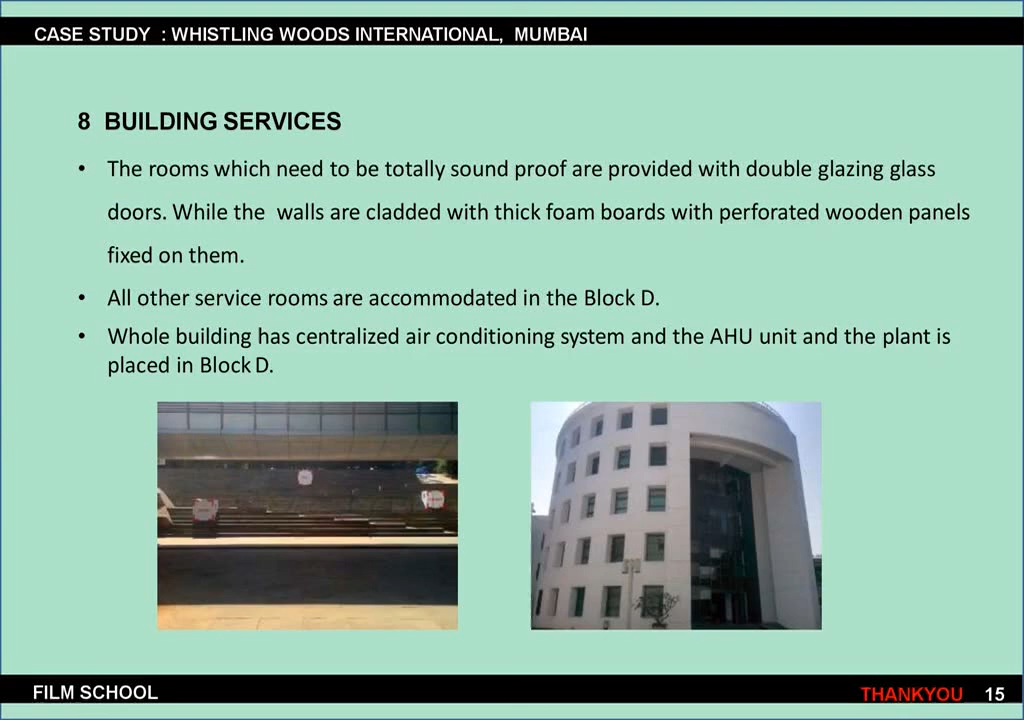 CASE STUDY : WHISTLING WOODS INTERNATIONAL, MUMBAI
8 BUILDING SERVICES
• The rooms which need to be totally sound proof are provided with double glazing glass
doors. While the walls are cladded with thick foam boards with perforated wooden panels
fixed on them.
• All other service rooms are accommodated in the Block D.
• Whole building has centralized air conditioning system and the AHU unit and the plant is
placed in Block D.
FILM SCHOOL
THANKYOU 15